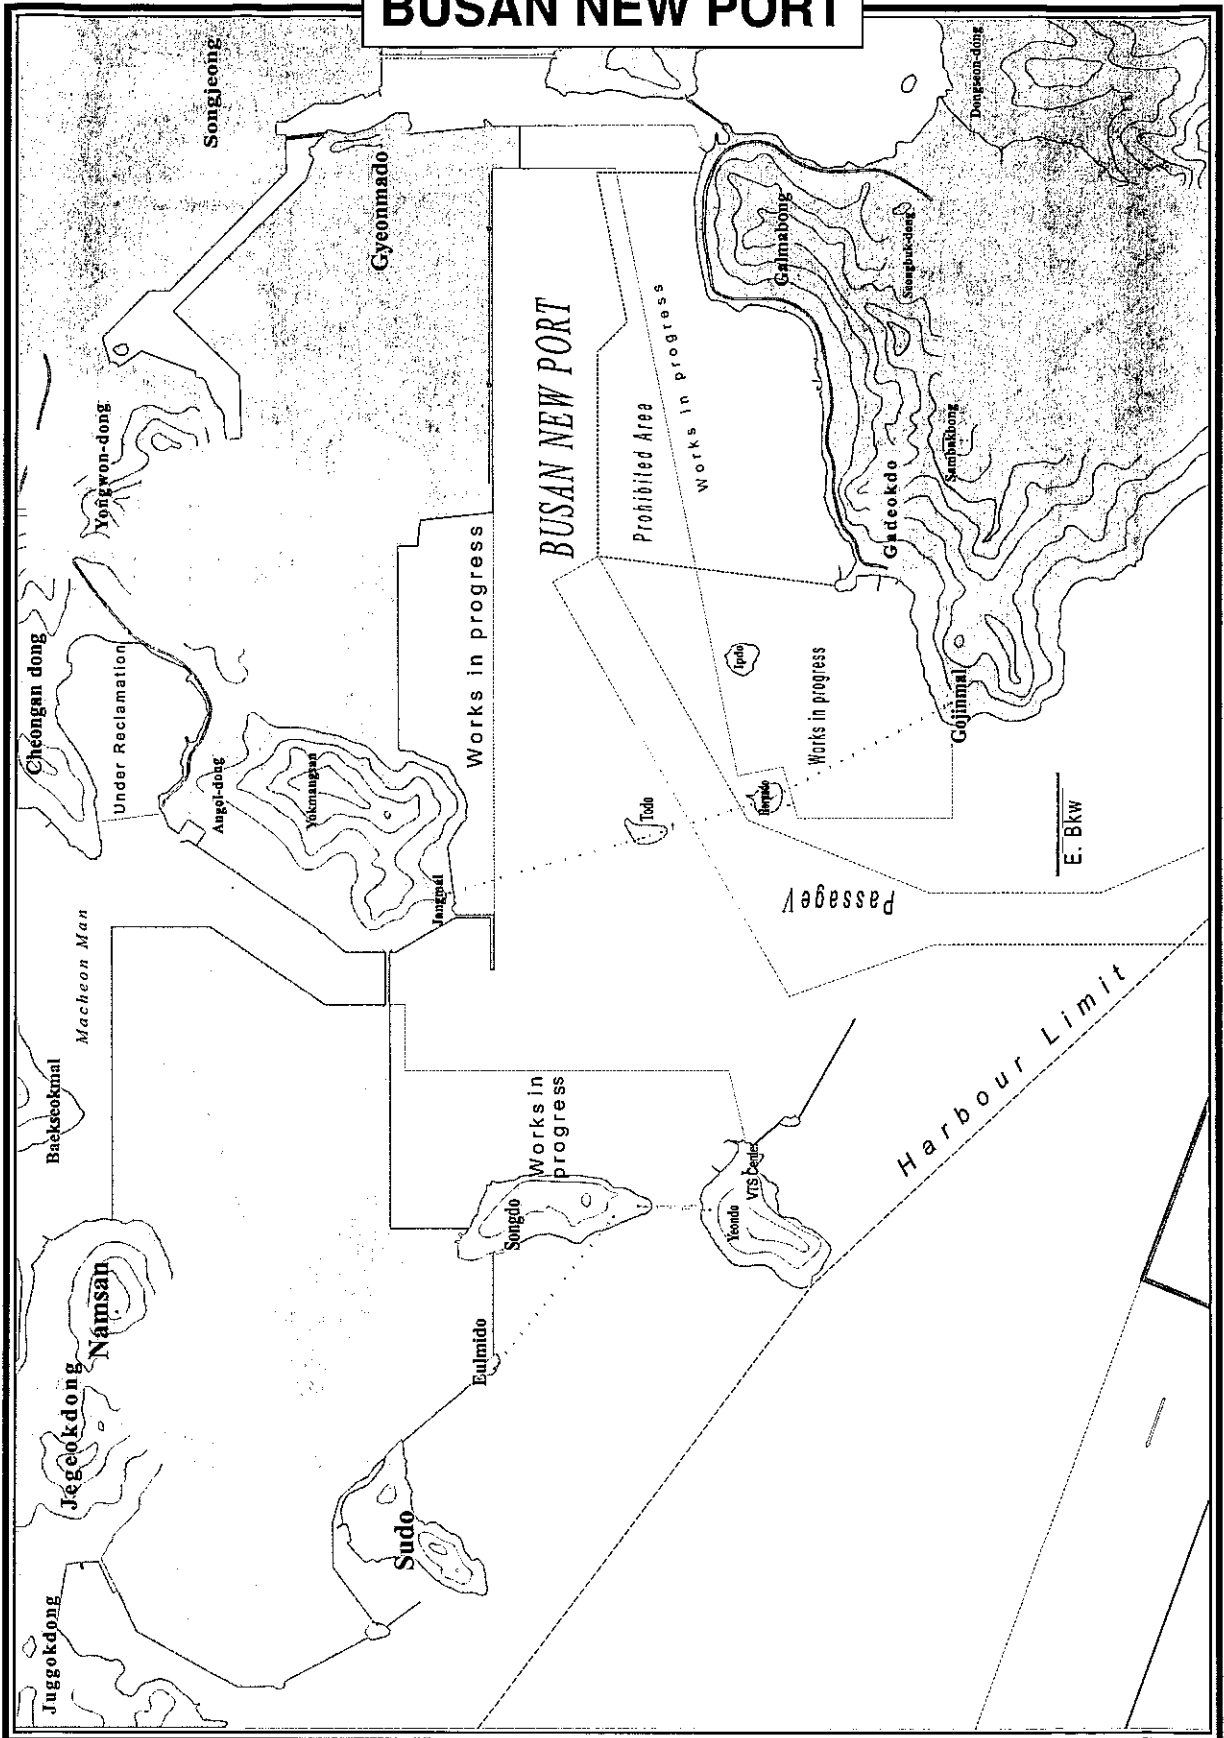 BUSAN NEW PORT
Songjeong
Gyeonmado
Dongseon-dong
Galmabong
Seongbuk-dong
Yongwon-dong
BUSAN NEW PORT
Works in progress
Prohibited Area
Gadeokdo
Sambakbong
Cheongan dong
Under Reclamation
Works in progress
Angol-dong
Yokmangsan
Ipdo
Works in progress
Gojinmal
Todo
Jangmal
E. Bkw
Passage V
Macheon Man
Baekseokmal
Works in
progress
Harbour Limit
Songdo
Yeondo
VTS Center
Namsan
Eulmido
Jegeokdong
Sudo
Juggokdong